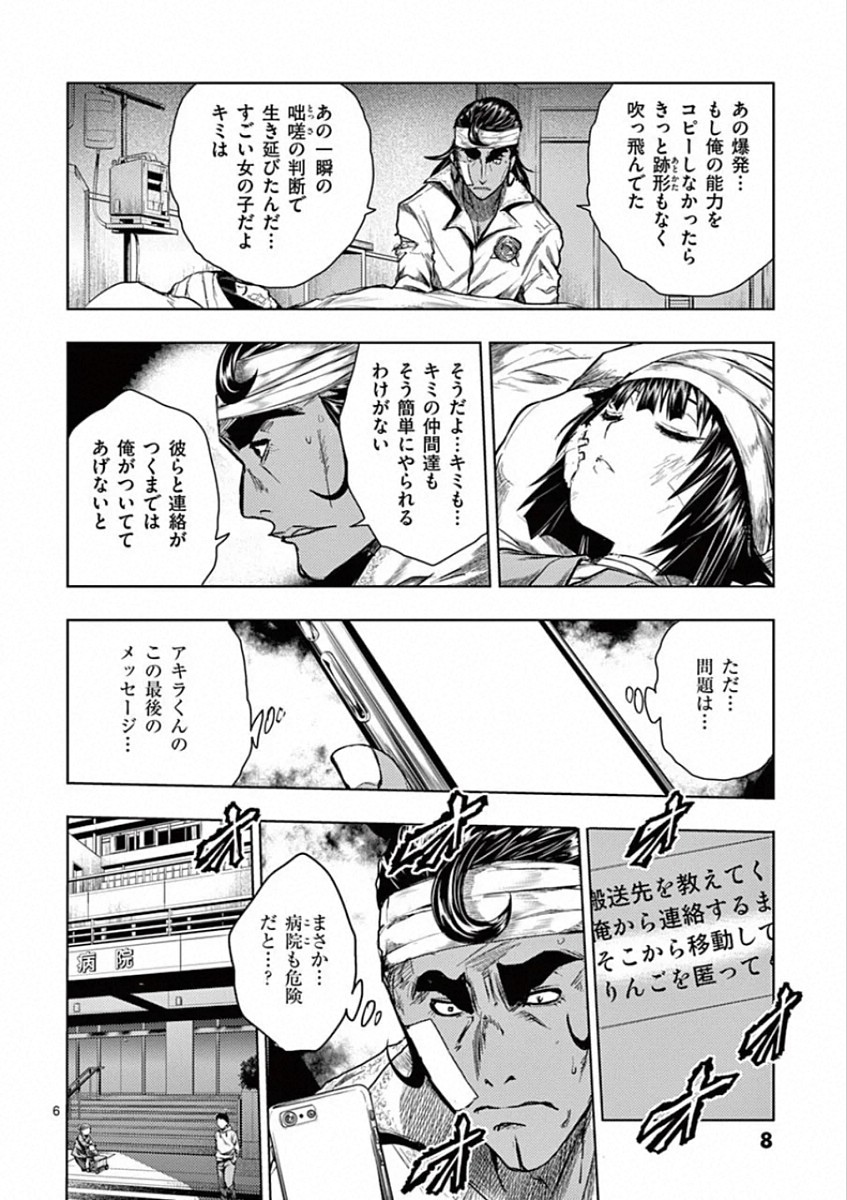 あの爆発…
もし俺の能力を
コピーしなかったら
きっと跡形もなく
吹っ飛んでた
あの一瞬の
咄嗟の判断で
生き延びたんだ…
すごい女の子だよ
キミは
そうだよ…キミも…
キミの仲間達も
そう簡単にやられる
わけがない
彼らと連絡が
つくまでは
俺がついてて
あげないと
ただ…
問題は…
アキラくんの
この最後の
メッセージ…
搬送先を教えてく
俺から連絡するま
そこから移動して
りんごを匿って
オ
オ
オ
オ
オ
オ
まさか…
病院も危険
だと…?
病院
6
8